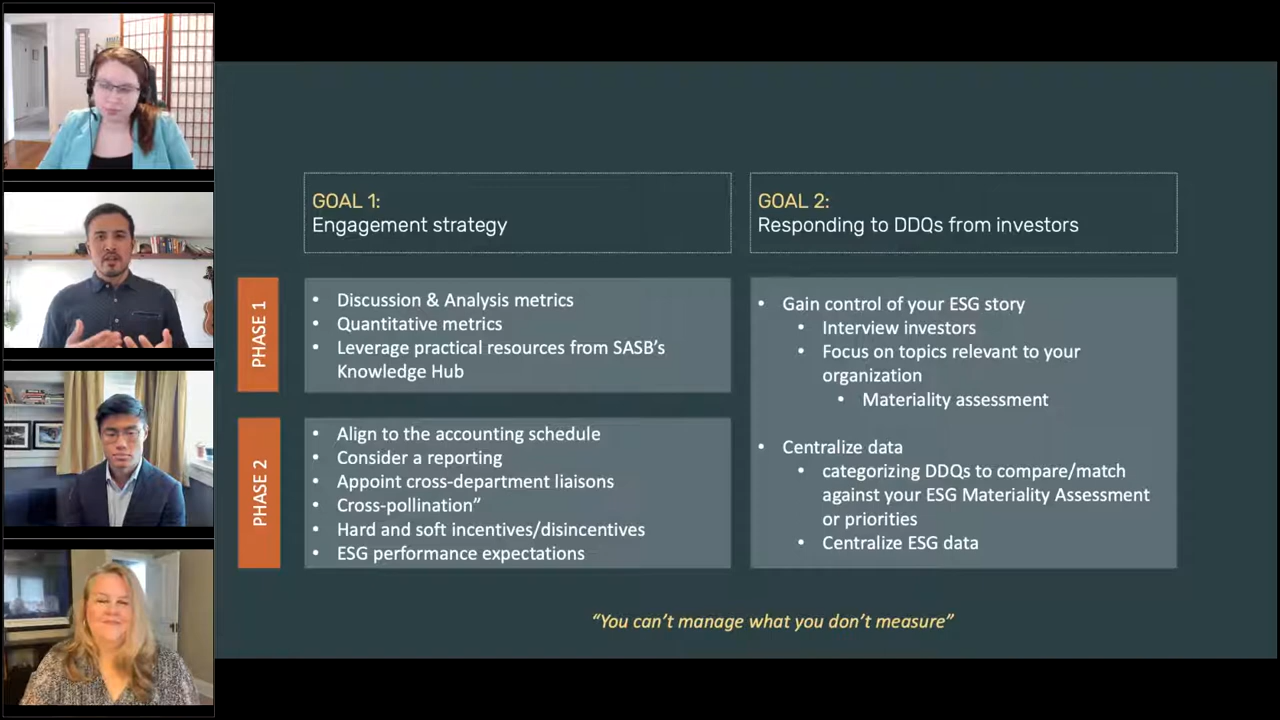 GOAL 1:
Engagement strategy
GOAL 2:
Responding to DDQs from investors
PHASE 1
• Discussion & Analysis metrics
• Quantitative metrics
• Leverage practical resources from SASB’s
Knowledge Hub
PHASE 2
• Align to the accounting schedule
• Consider a reporting
• Appoint cross-department liaisons
• Cross-pollination”
• Hard and soft incentives/disincentives
• ESG performance expectations
• Gain control of your ESG story
• Interview investors
• Focus on topics relevant to your
organization
• Materiality assessment
• Centralize data
• categorizing DDQs to compare/match
against your ESG Materiality Assessment
or priorities
• Centralize ESG data
“You can’t manage what you don’t measure”